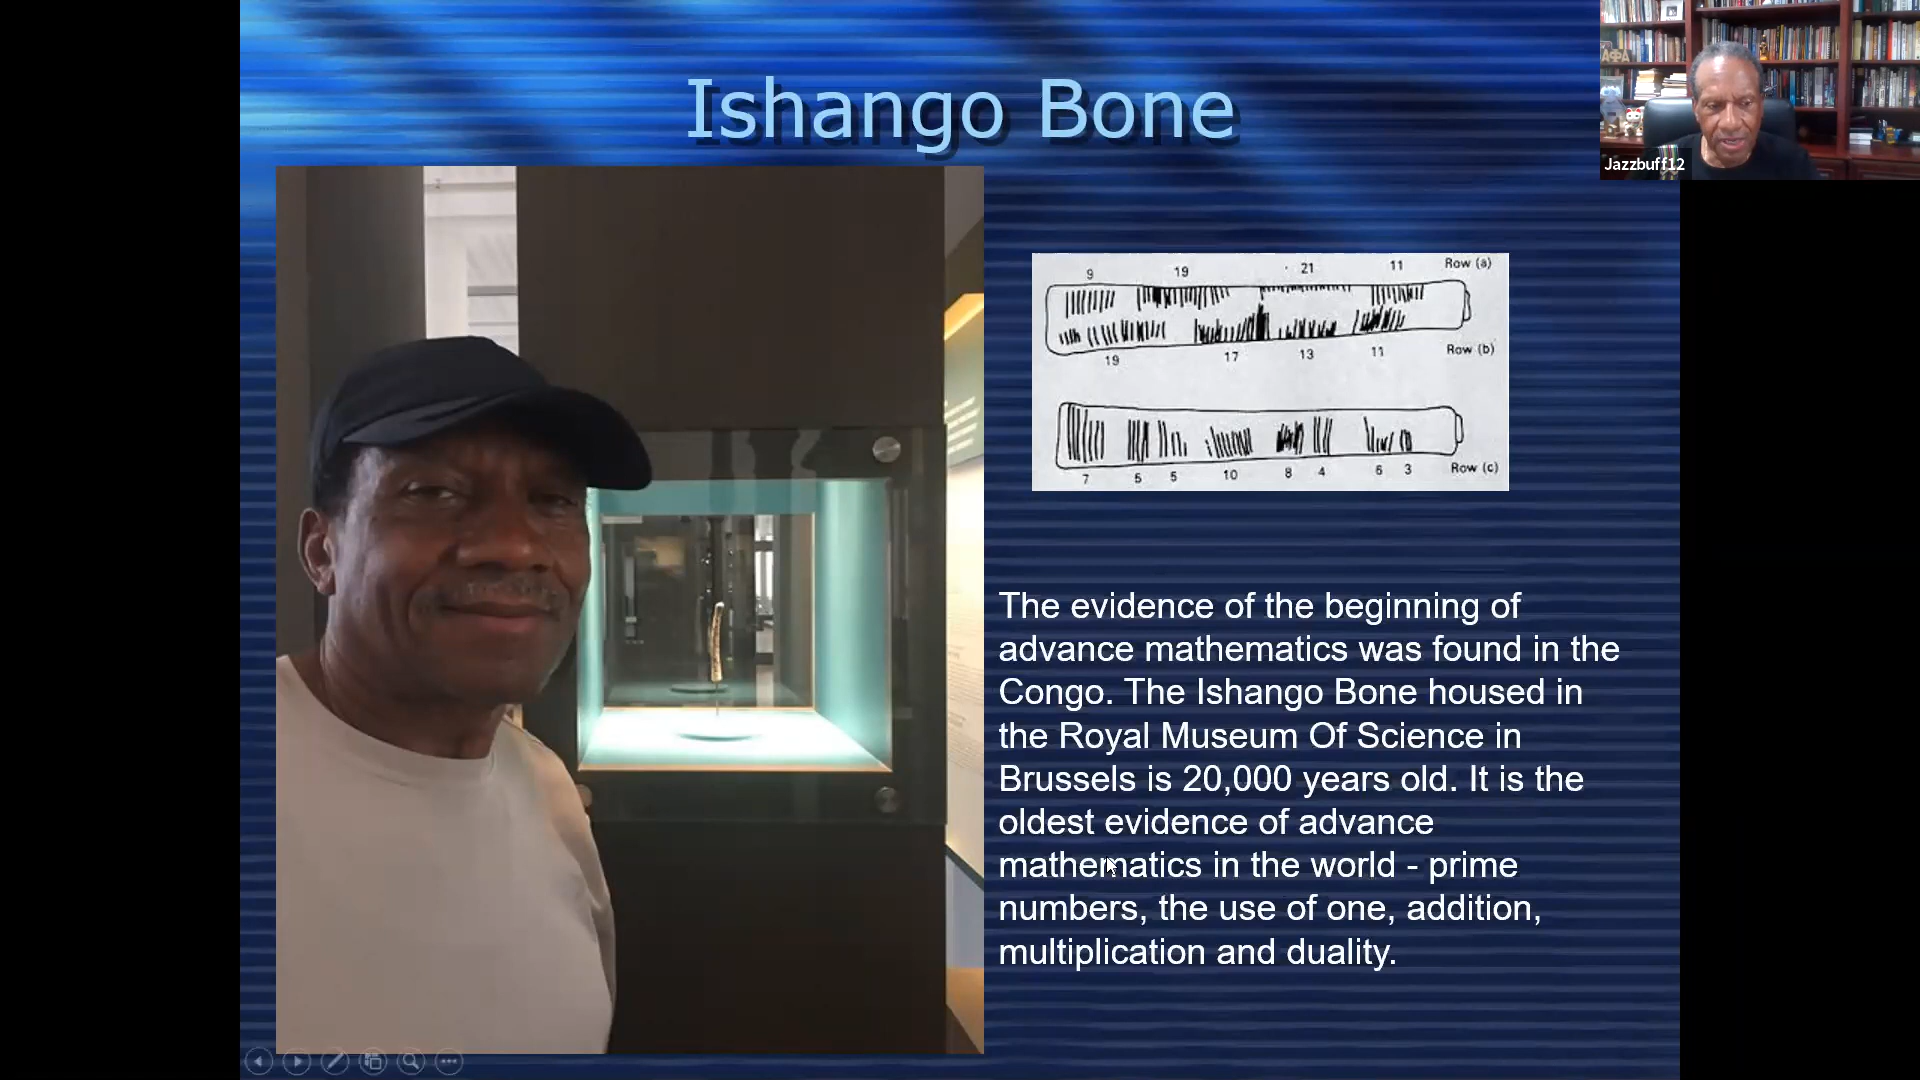 Ishango Bone
Jazzbuff12
ΑΦΑ
9 19 21 11 Row (a)
19 17 13 11 Row (b)
7 5 5 10 8 4 6 3 Row (c)
The evidence of the beginning of
advance mathematics was found in the
Congo. The Ishango Bone housed in
the Royal Museum Of Science in
Brussels is 20,000 years old. It is the
oldest evidence of advance
mathematics in the world - prime
numbers, the use of one, addition,
multiplication and duality.